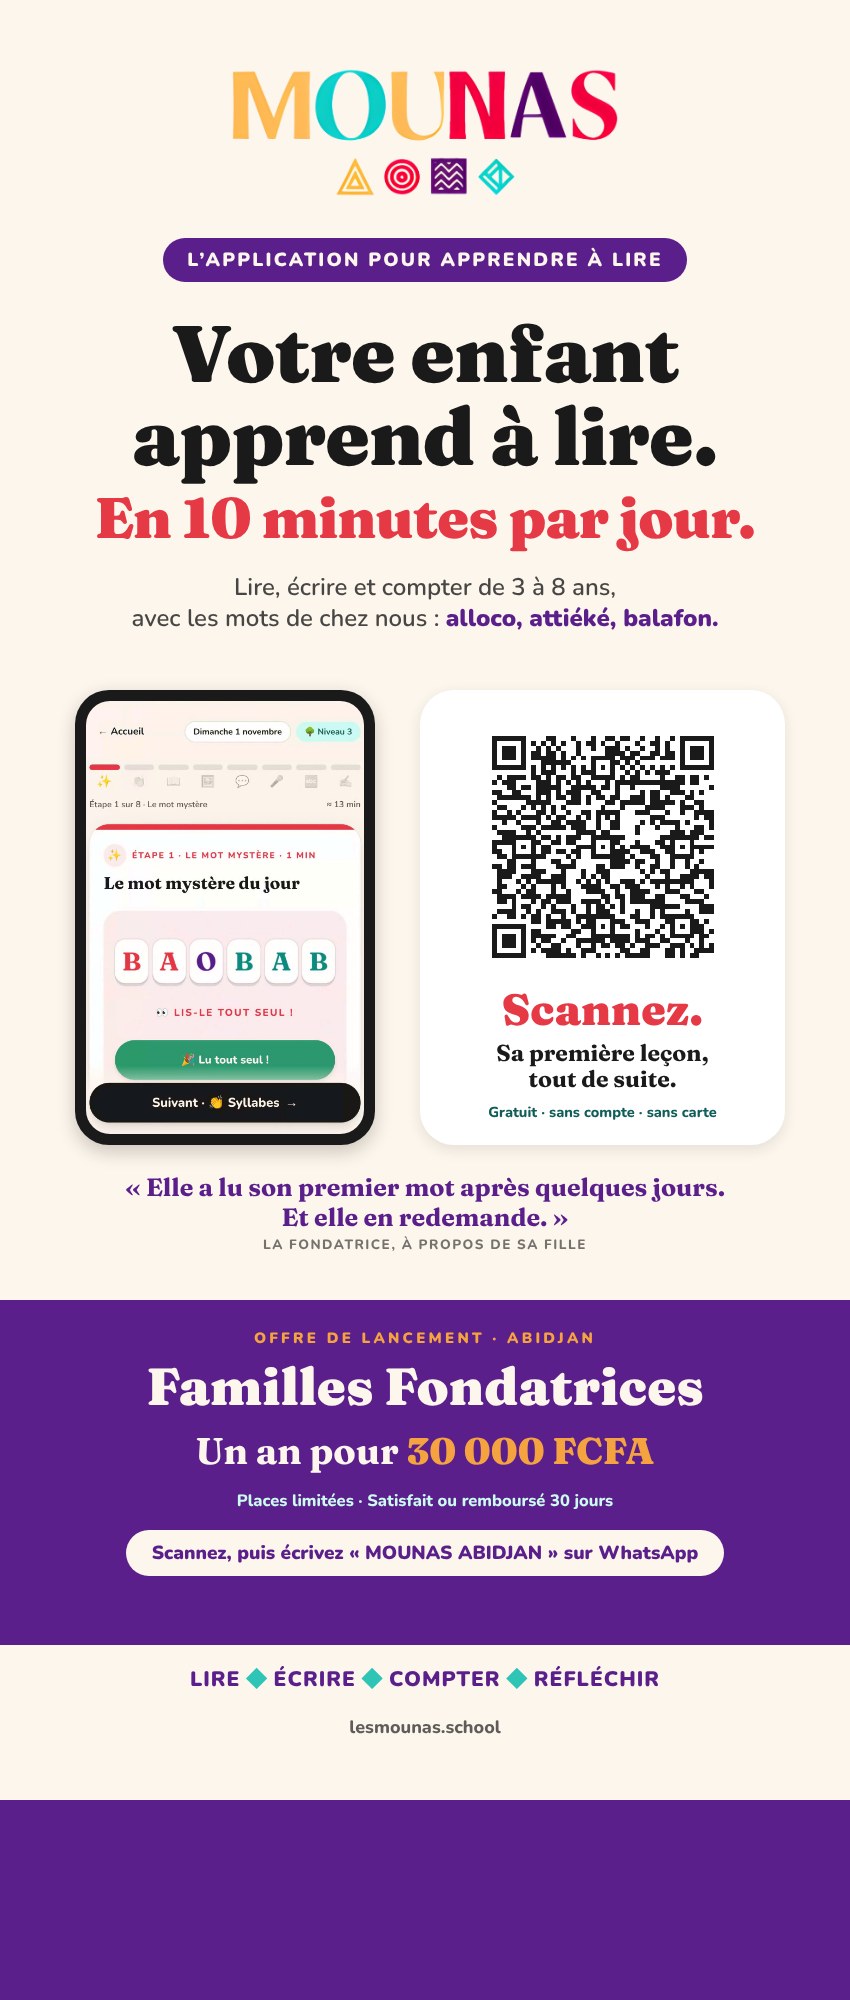 MOUNAS
L'APPLICATION POUR APPRENDRE À LIRE
Votre enfant
apprend à lire.
En 10 minutes par jour.
Lire, écrire et compter de 3 à 8 ans,
avec les mots de chez nous : alloco, attiéké, balafon.
← Accueil
Dimanche 1 novembre
Niveau 3
Étape 1 sur 8 · Le mot mystère
≈ 13 min
ÉTAPE 1 · LE MOT MYSTÈRE · 1 MIN
Le mot mystère du jour
BAOBAB
LIS-LE TOUT SEUL !
Lu tout seul !
Suivant · 👏 Syllabes →
Scannez.
Sa première leçon,
tout de suite.
Gratuit · sans compte · sans carte
« Elle a lu son premier mot après quelques jours.
Et elle en redemande. »
LA FONDATRICE, À PROPOS DE SA FILLE
OFFRE DE LANCEMENT · ABIDJAN
Familles Fondatrices
Un an pour 30 000 FCFA
Places limitées · Satisfait ou remboursé 30 jours
Scannez, puis écrivez « MOUNAS ABIDJAN » sur WhatsApp
LIRE ◆ ÉCRIRE ◆ COMPTER ◆ RÉFLÉCHIR
lesmounas.school